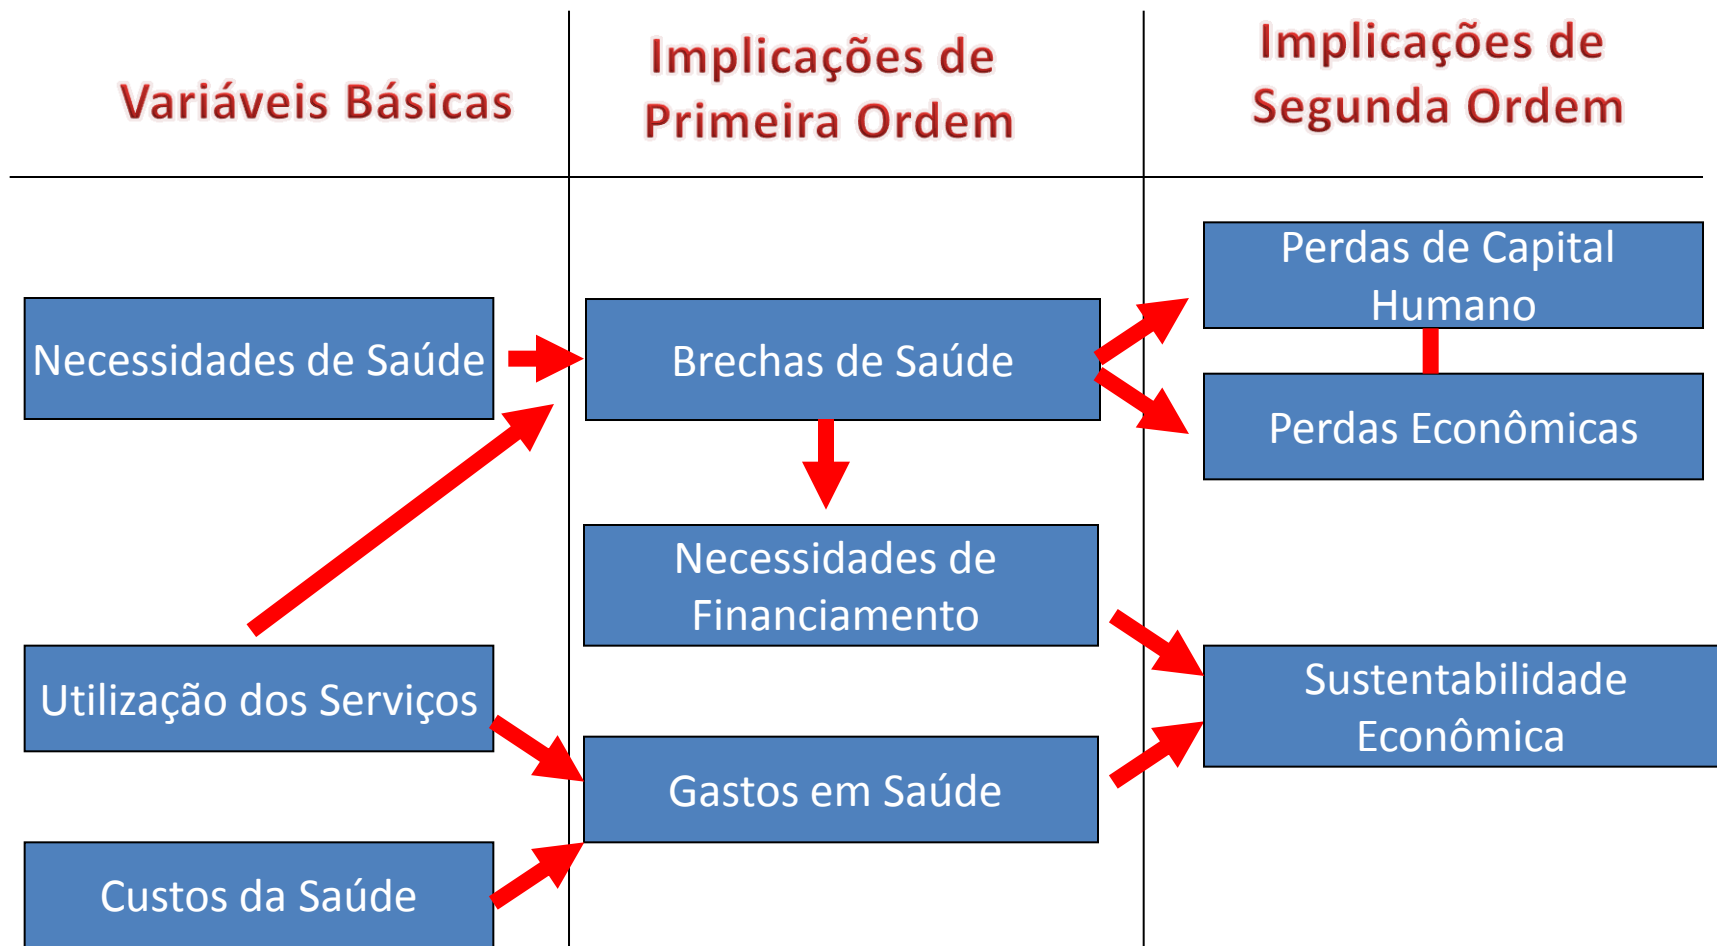 Variáveis Básicas
Implicações de
Primeira Ordem
Implicações de
Segunda Ordem
Necessidades de Saúde
Utilização dos Serviços
Custos da Saúde
Brechas de Saúde
Necessidades de
Financiamento
Gastos em Saúde
Perdas de Capital
Humano
Perdas Econômicas
Sustentabilidade
Econômica